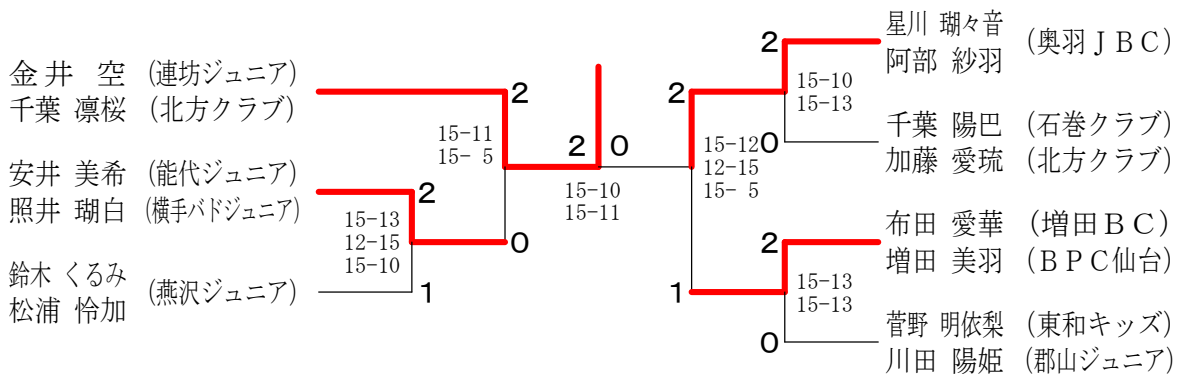 金井 空 (連坊ジュニア)
千葉 凛桜 (北方クラブ)
2
15-11
15- 5
安井 美希 (能代ジュニア)
照井 瑚白 (横手バドジュニア)
2
15-13
12-15
15-10
0
鈴木 くるみ
松浦 怜加
(燕沢ジュニア)
1
2 0
15-10
15-11
星川 瑚々音
阿部 紗羽
(奥羽JBC)
2
15-10
15-13
2
千葉 陽巴 (石巻クラブ)
加藤 愛琉 (北方クラブ)
0
15-12
12-15
15- 5
布田 愛華 (増田BC)
増田 美羽 (BPC仙台)
2
15-13
15-13
1
菅野 明依梨 (東和キッズ)
川田 陽姫 (郡山ジュニア)
0